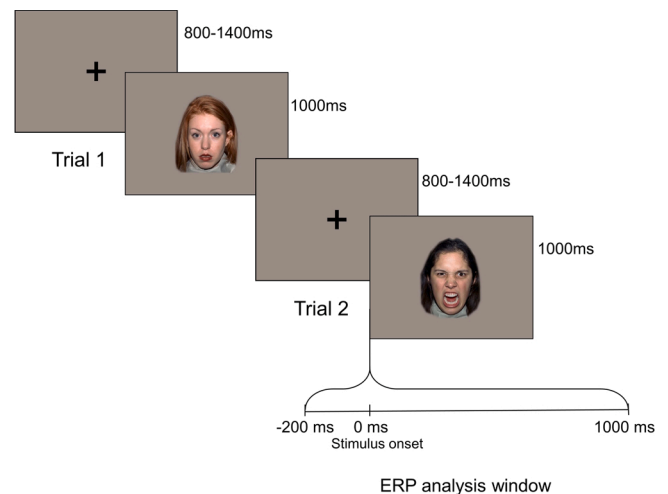 800-1400ms
1000ms
Trial 1
800-1400ms
1000ms
Trial 2
-200 ms 0 ms 1000 ms
Stimulus onset
ERP analysis window